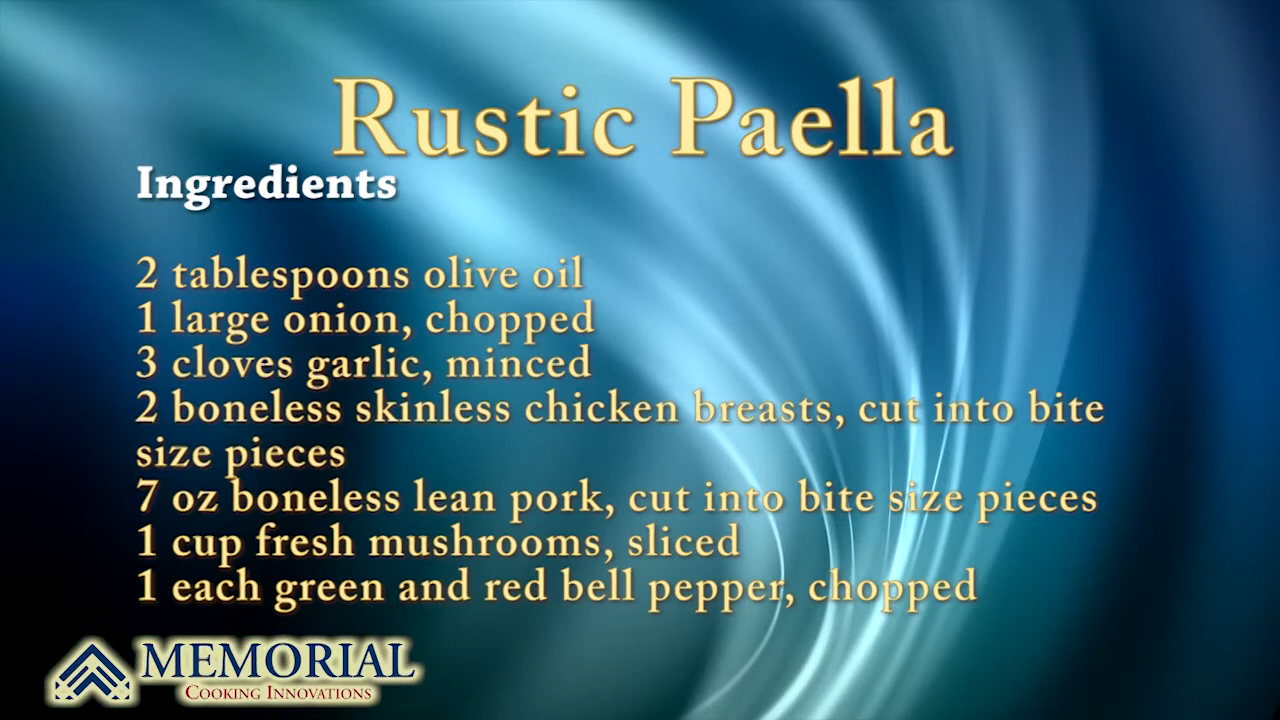 Rustic Paella
Ingredients
2 tablespoons olive oil
1 large onion, chopped
3 cloves garlic, minced
2 boneless skinless chicken breasts, cut into bite
size pieces
7 oz boneless lean pork, cut into bite size pieces
1 cup fresh mushrooms, sliced
1 each green and red bell pepper, chopped
MEMORIAL
COOKING INNOVATIONS